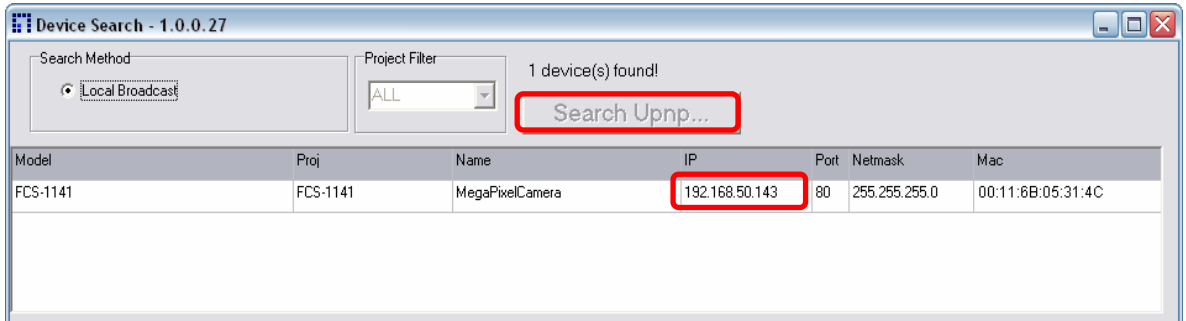 Device Search - 1.0.0.27
Search Method
Project Filter
1 device(s) found!
Local Broadcast
ALL
Search Upnp...
Model Proj Name IP Port Netmask Mac
FCS-1141 FCS-1141 MegaPixelCamera 192.168.50.143 80 255.255.255.0 00:11:6B:05:31:4C